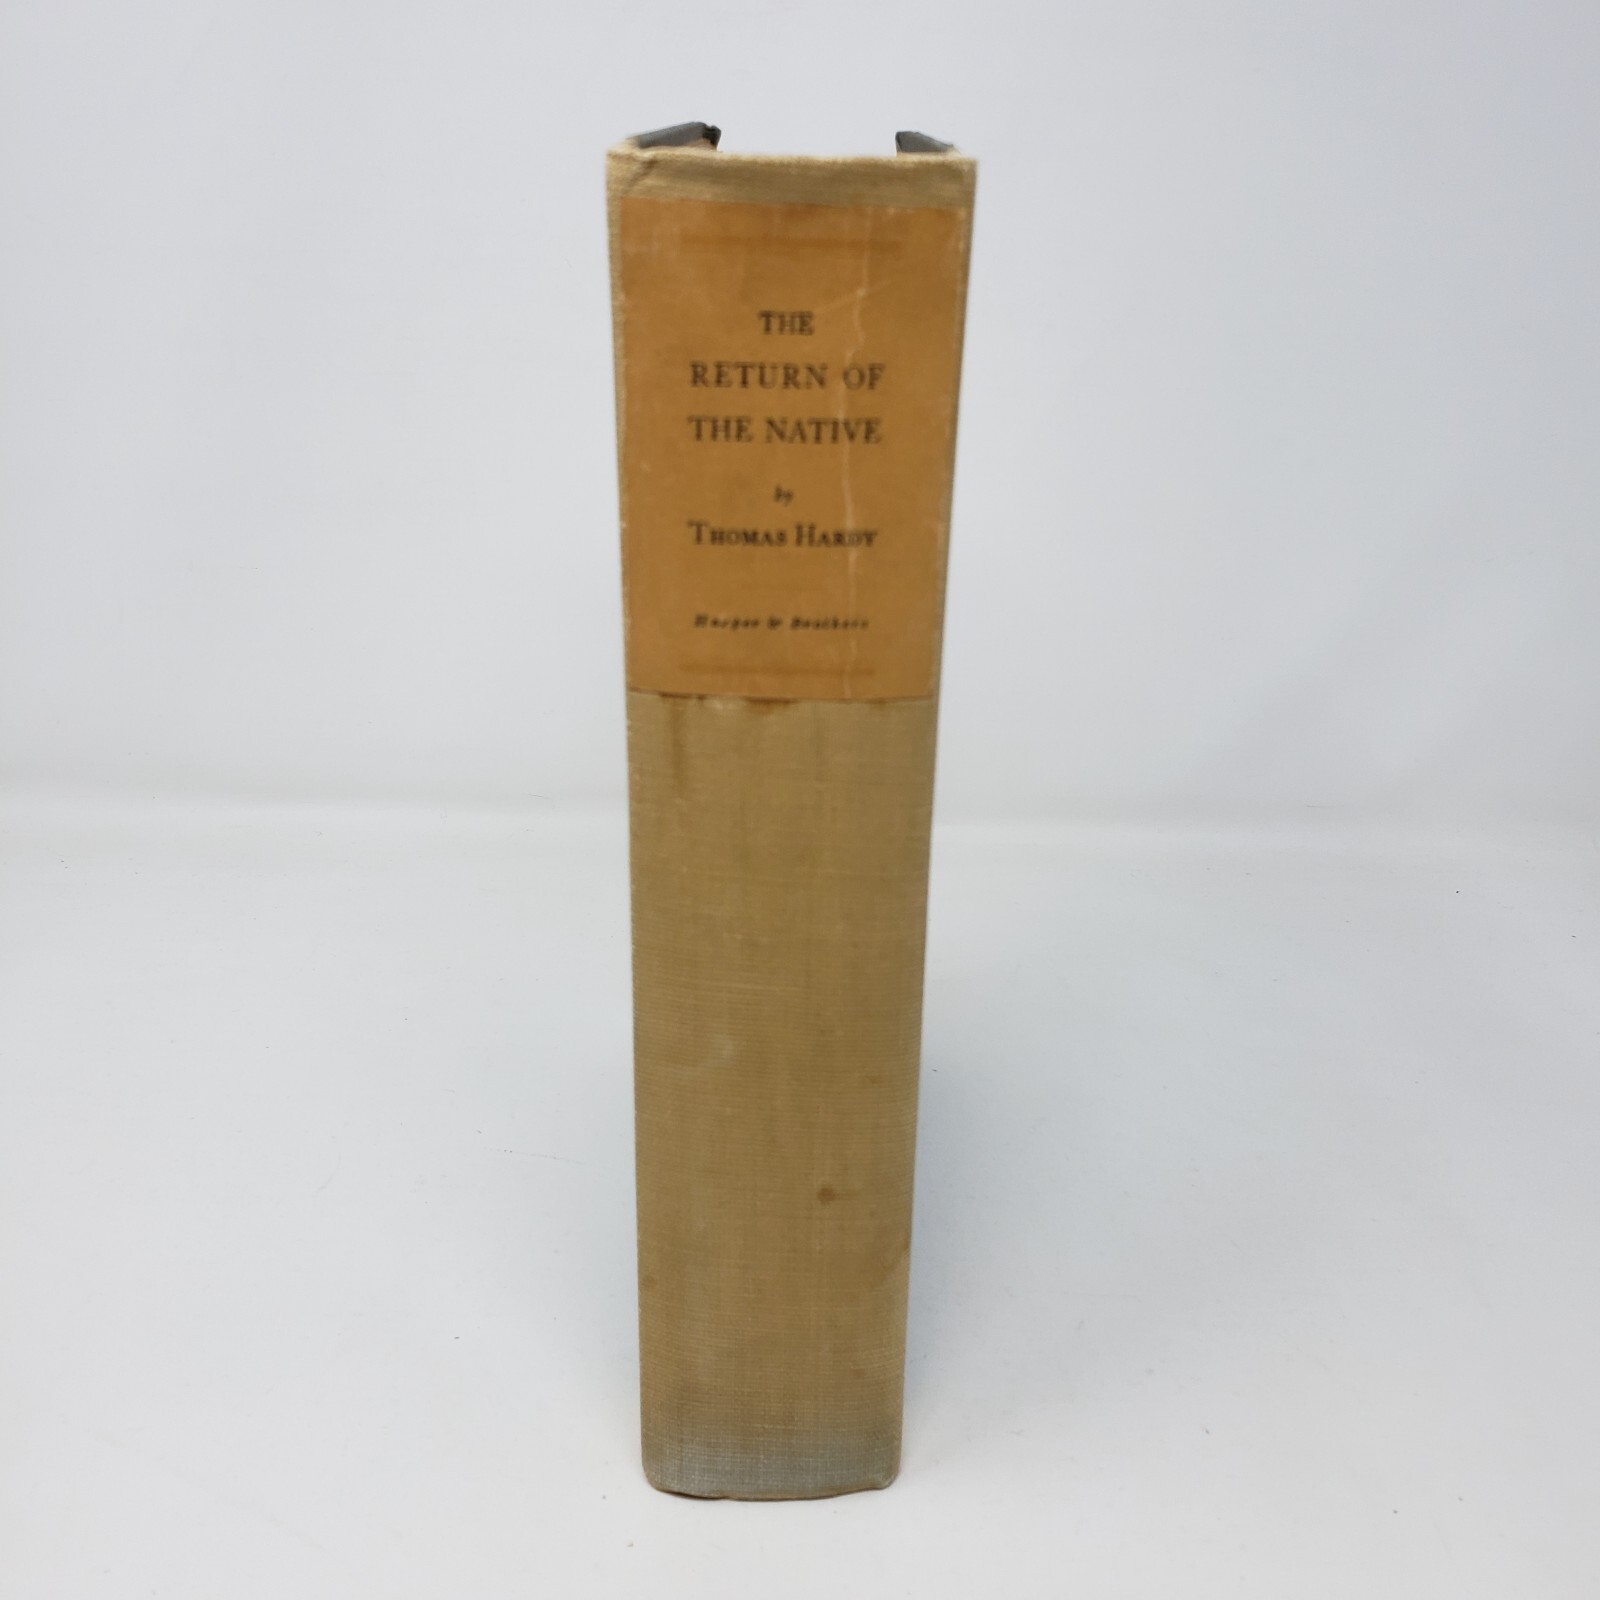 THE
RETURN OF
THE NATIVE
by
THOMAS HARDY
Harper & Brothers